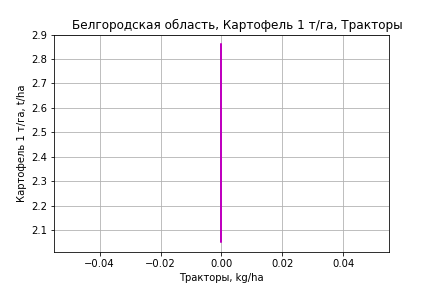 Белгородская область, Картофель 1 т/га, Тракторы
2.9
2.8
2.7
2.6
2.5
2.4
2.3
2.2
2.1
Картофель 1 т/га, t/ha
−0.04 −0.02 0.00 0.02 0.04
Тракторы, kg/ha